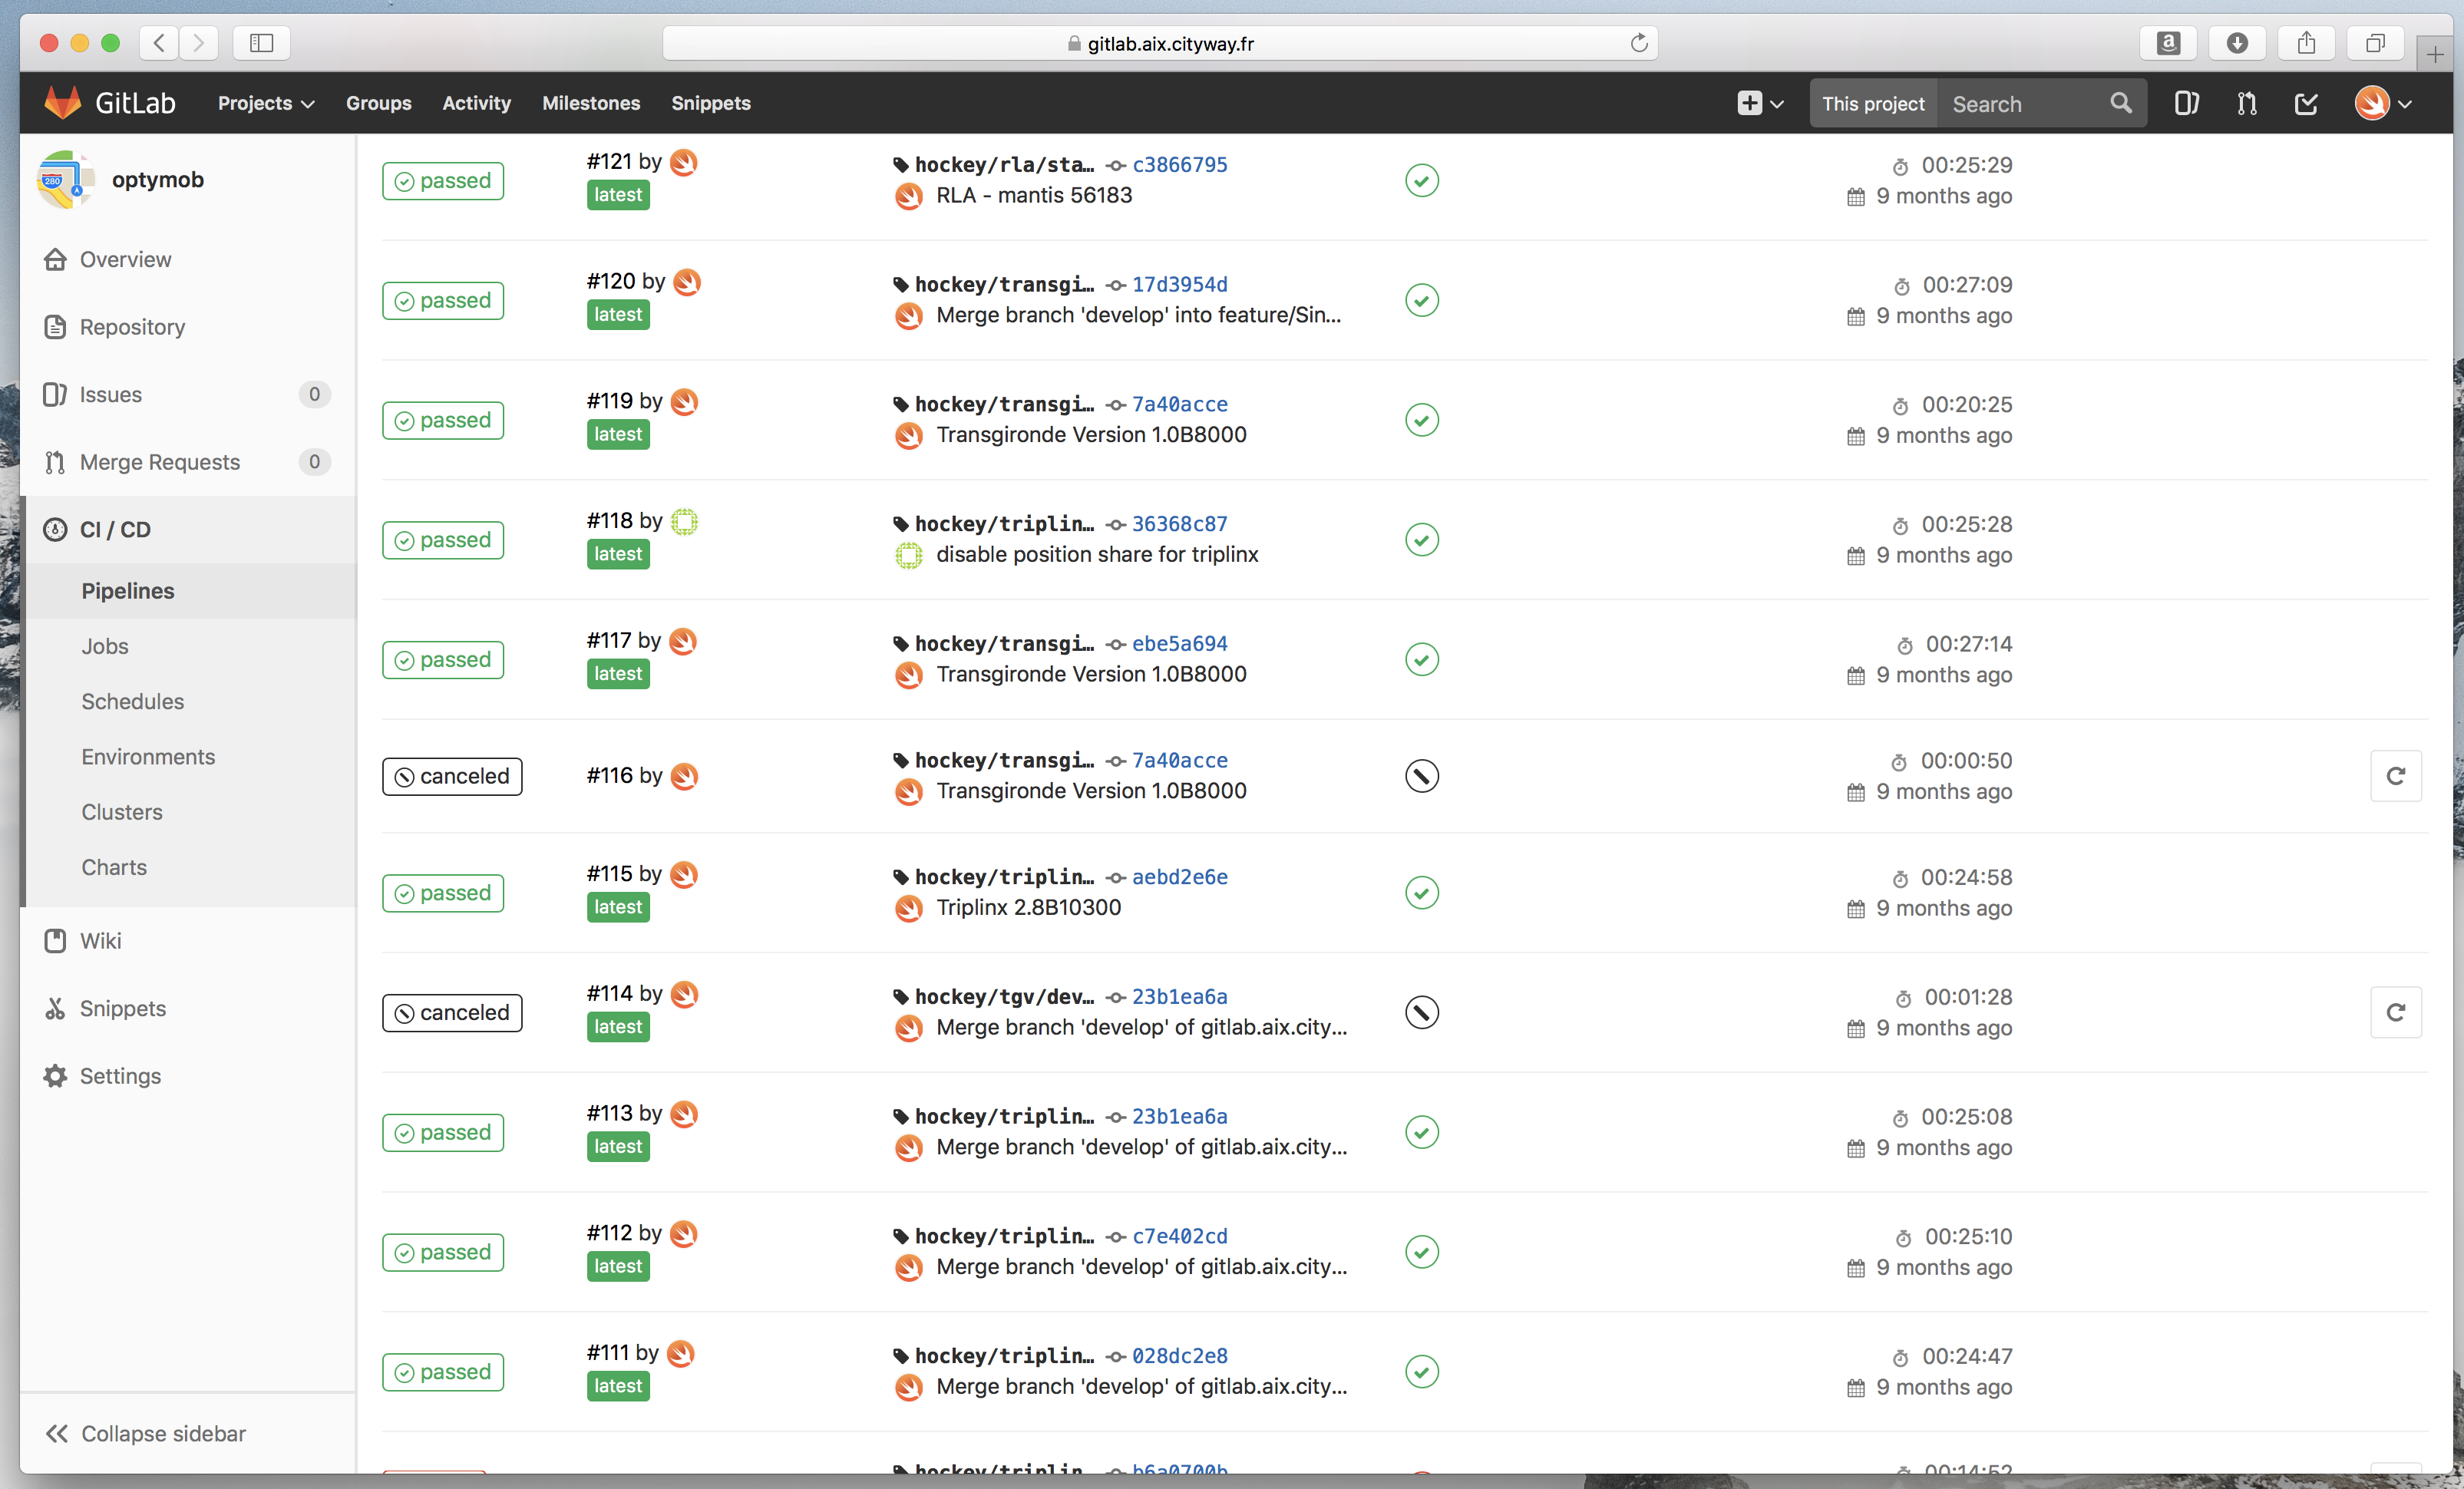 gitlab.aix.cityway.fr
GitLab Projects Groups Activity Milestones Snippets This project Search
optymob
Overview
Repository
Issues 0
Merge Requests 0
CI / CD
Pipelines
Jobs
Schedules
Environments
Clusters
Charts
Wiki
Snippets
Settings
Collapse sidebar
passed #121 by latest hockey/rla/sta… c3866795 00:25:29
RLA - mantis 56183 9 months ago
passed #120 by latest hockey/transgi… 17d3954d 00:27:09
Merge branch 'develop' into feature/Sin... 9 months ago
passed #119 by latest hockey/transgi… 7a40acce 00:20:25
Transgironde Version 1.0B8000 9 months ago
passed #118 by latest hockey/triplin… 36368c87 00:25:28
disable position share for triplinx 9 months ago
passed #117 by latest hockey/transgi… ebe5a694 00:27:14
Transgironde Version 1.0B8000 9 months ago
canceled #116 by hockey/transgi… 7a40acce 00:00:50
Transgironde Version 1.0B8000 9 months ago
passed #115 by latest hockey/triplin… aebd2e6e 00:24:58
Triplinx 2.8B10300 9 months ago
canceled #114 by latest hockey/tgv/dev… 23b1ea6a 00:01:28
Merge branch 'develop' of gitlab.aix.city... 9 months ago
passed #113 by latest hockey/triplin… 23b1ea6a 00:25:08
Merge branch 'develop' of gitlab.aix.city... 9 months ago
passed #112 by latest hockey/triplin… c7e402cd 00:25:10
Merge branch 'develop' of gitlab.aix.city... 9 months ago
passed #111 by latest hockey/triplin… 028dc2e8 00:24:47
Merge branch 'develop' of gitlab.aix.city... 9 months ago
hockey/triplin 00:14:52